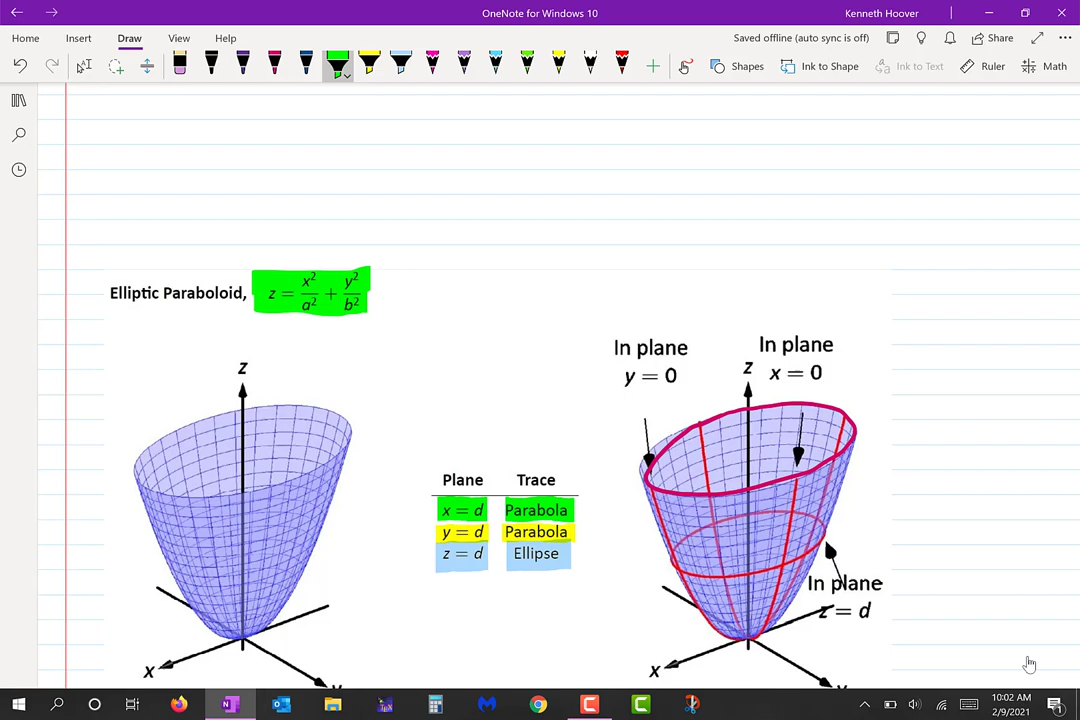 OneNote for Windows 10
Kenneth Hoover
Home Insert Draw View Help
Saved offline (auto sync is off)
Share
Shapes
Ink to Shape
Ink to Text
Ruler
Math
Elliptic Paraboloid, z = x²/a² + y²/b²
In plane
y = 0
In plane
x = 0
z
z
Plane Trace
x = d Parabola
y = d Parabola
z = d Ellipse
In plane
z = d
x
x
10:02 AM
2/9/2021